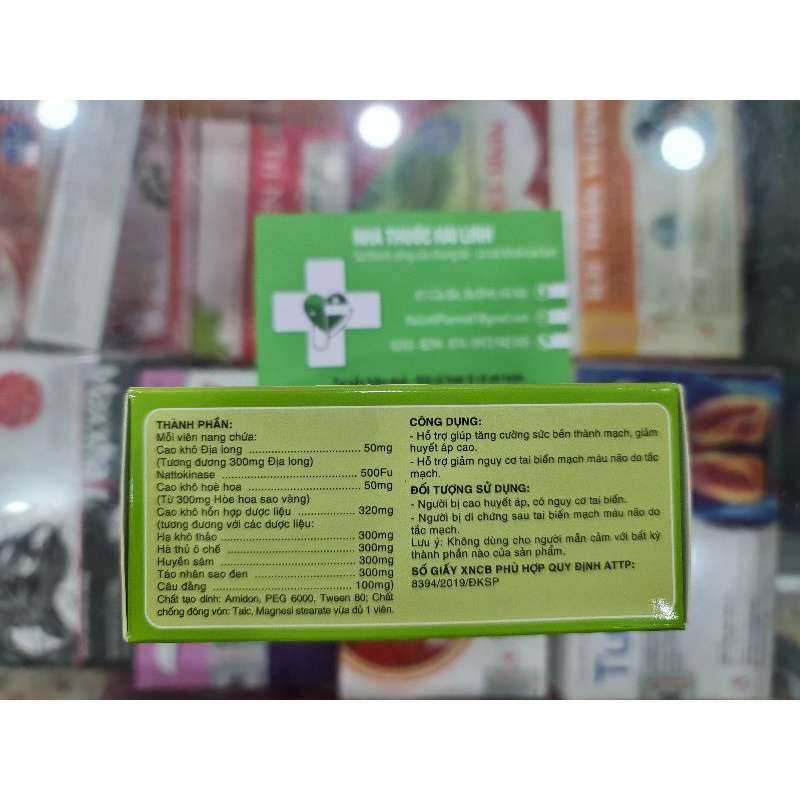 NHÀ THUỐC HẢI LINH
THÀNH PHẦN:
Mỗi viên nang chứa:
Cao khô Địa long ................................ 50mg
(Tương đương 300mg Địa long)
Nattokinase ........................................ 500Fu
Cao khô hoè hoa ................................ 50mg
(Từ 300mg Hòe hoa sao vàng)
Cao khô hỗn hợp dược liệu .............. 320mg
(tương đương với các dược liệu:
Hạ khô thảo ...................................... 300mg
Hà thủ ô chế ..................................... 300mg
Huyền sâm ....................................... 300mg
Táo nhân sao đen ............................ 300mg
Câu đằng ......................................... 100mg)
Chất tạo dính: Amidon, PEG 6000, Tween 80; Chất
chống đông vón: Talc, Magnesi stearate vừa đủ 1 viên.
CÔNG DỤNG:
- Hỗ trợ giúp tăng cường sức bền thành mạch, giảm
huyết áp cao.
- Hỗ trợ giảm nguy cơ tai biến mạch máu não do tắc
mạch.
ĐỐI TƯỢNG SỬ DỤNG:
- Người bị cao huyết áp, có nguy cơ tai biến.
- Người bị di chứng sau tai biến mạch máu não do
tắc mạch.
Lưu ý: Không dùng cho người mẫn cảm với bất kỳ
thành phần nào của sản phẩm.
SỐ GIẤY XNCB PHÙ HỢP QUY ĐỊNH ATTP:
8394/2019/ĐKSP